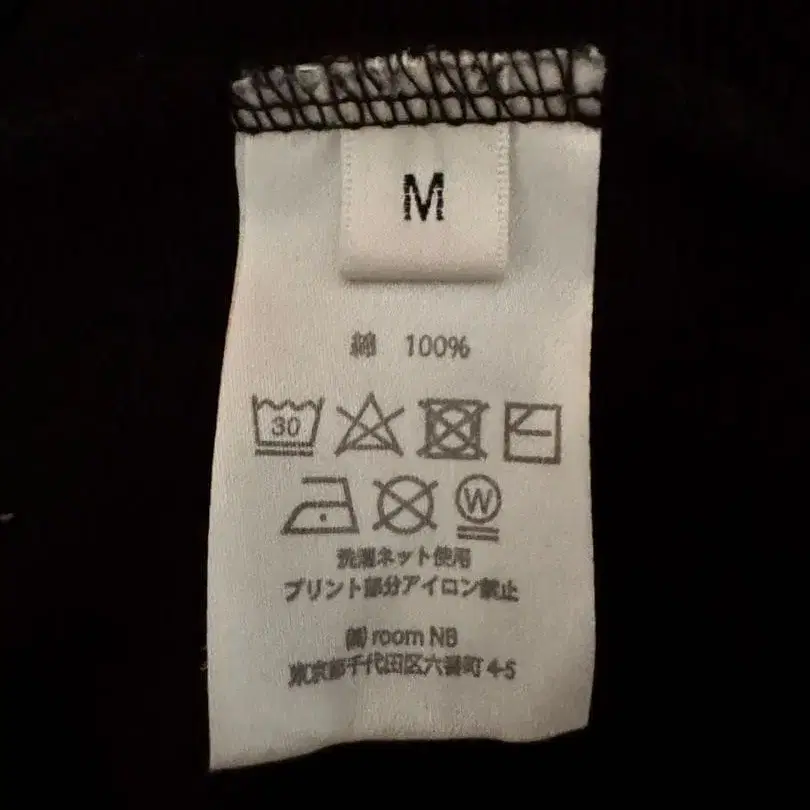 M
綿 100%
30
W
洗濯ネット使用
プリント部分アイロン禁止
㈱ room NB
東京都千代田区六番町 4-5